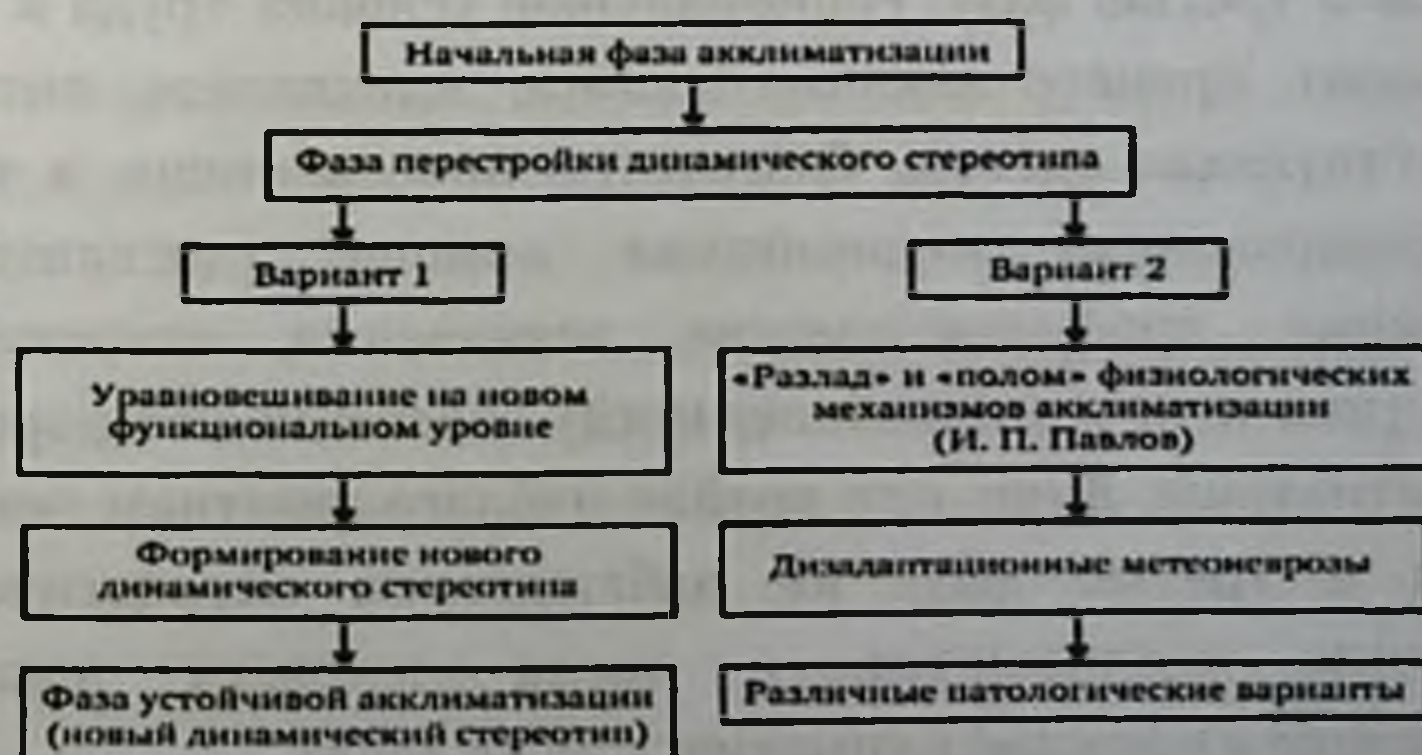 Начальная фаза акклиматизации
Фаза перестройки динамического стереотипа
Вариант 1
Вариант 2
Уравновешивание на новом
функциональном уровне
«Разлад» и «полом» физиологических
механизмов акклиматизации
(И. П. Павлов)
Формирование нового
динамического стереотипа
Дизадаптационные метеоневрозы
Фаза устойчивой акклиматизации
(новый динамический стереотип)
Различные патологические варианты